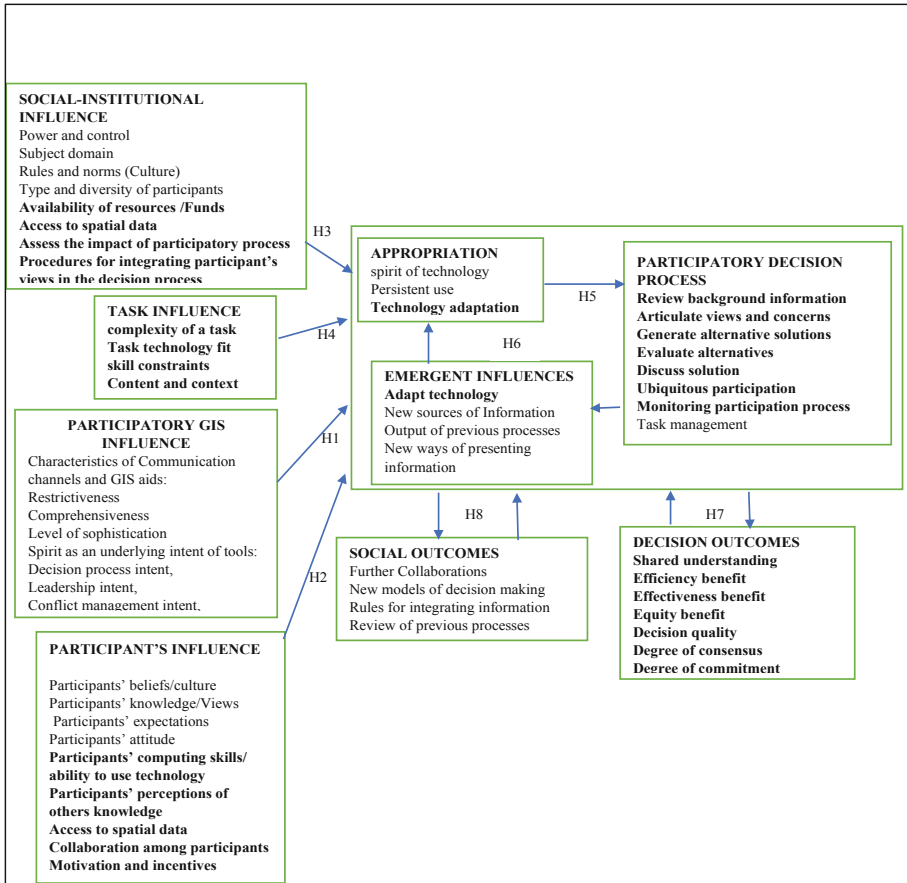 SOCIAL-INSTITUTIONAL
INFLUENCE
Power and control
Subject domain
Rules and norms (Culture)
Type and diversity of participants
Availability of resources /Funds
Access to spatial data
Assess the impact of participatory process
Procedures for integrating participant's
views in the decision process
H3
TASK INFLUENCE
complexity of a task
Task technology fit
skill constraints
Content and context
H4
PARTICIPATORY GIS
INFLUENCE
Characteristics of Communication
channels and GIS aids:
Restrictiveness
Comprehensiveness
Level of sophistication
Spirit as an underlying intent of tools:
Decision process intent,
Leadership intent,
Conflict management intent,
H1
PARTICIPANT'S INFLUENCE
Participants' beliefs/culture
Participants' knowledge/Views
Participants' expectations
Participants' attitude
Participants' computing skills/
ability to use technology
Participants' perceptions of
others knowledge
Access to spatial data
Collaboration among participants
Motivation and incentives
H2
APPROPRIATION
spirit of technology
Persistent use
Technology adaptation
H5
PARTICIPATORY DECISION
PROCESS
Review background information
Articulate views and concerns
Generate alternative solutions
Evaluate alternatives
Discuss solution
Ubiquitous participation
Monitoring participation process
Task management
H6
EMERGENT INFLUENCES
Adapt technology
New sources of Information
Output of previous processes
New ways of presenting
information
H8
SOCIAL OUTCOMES
Further Collaborations
New models of decision making
Rules for integrating information
Review of previous processes
H7
DECISION OUTCOMES
Shared understanding
Efficiency benefit
Effectiveness benefit
Equity benefit
Decision quality
Degree of consensus
Degree of commitment